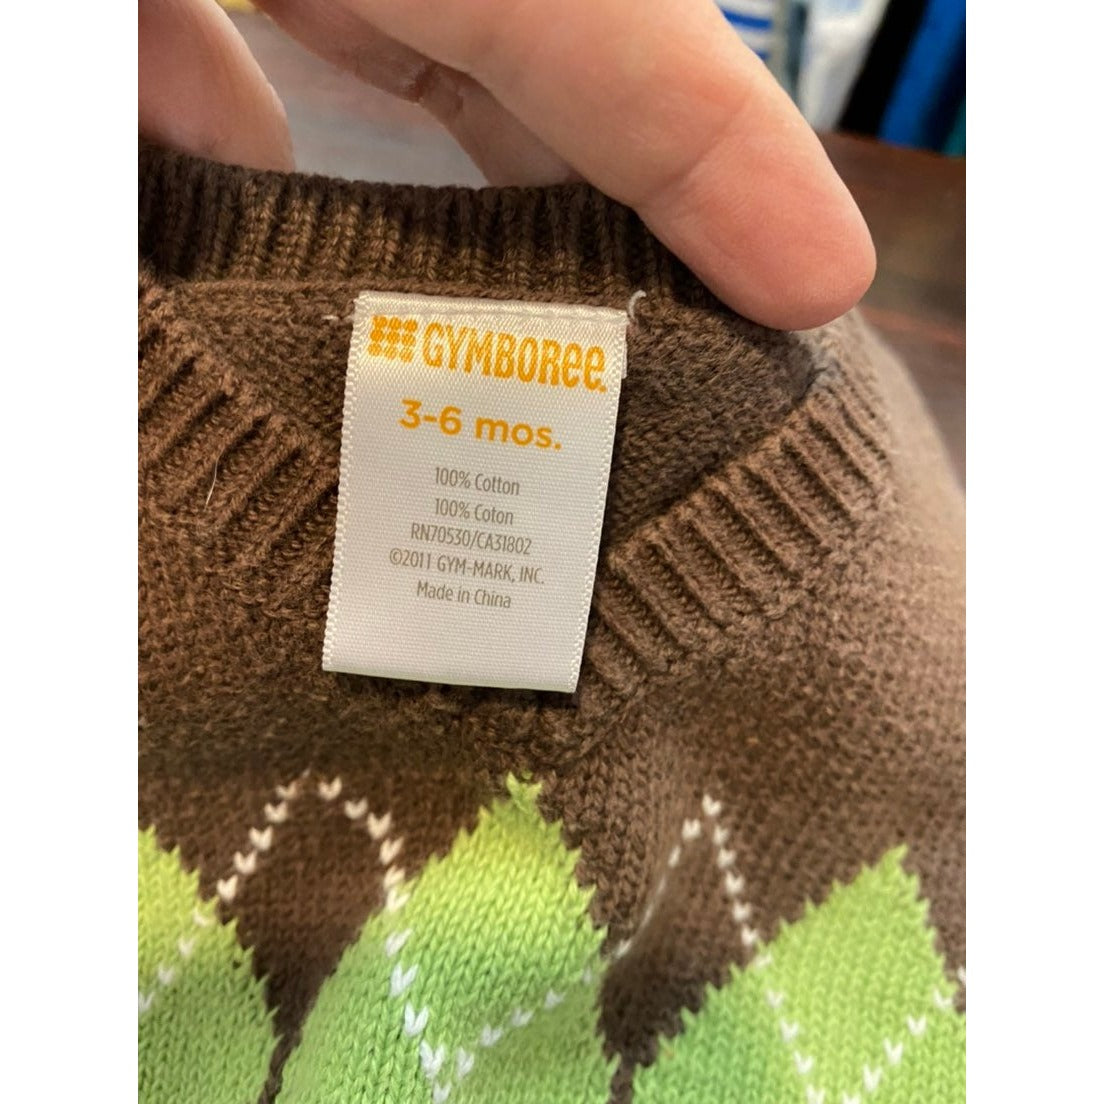 GYMBOREE
3-6 mos.
100% Cotton
100% Coton
RN70530/CA31802
©2011 GYM-MARK, INC.
Made in China